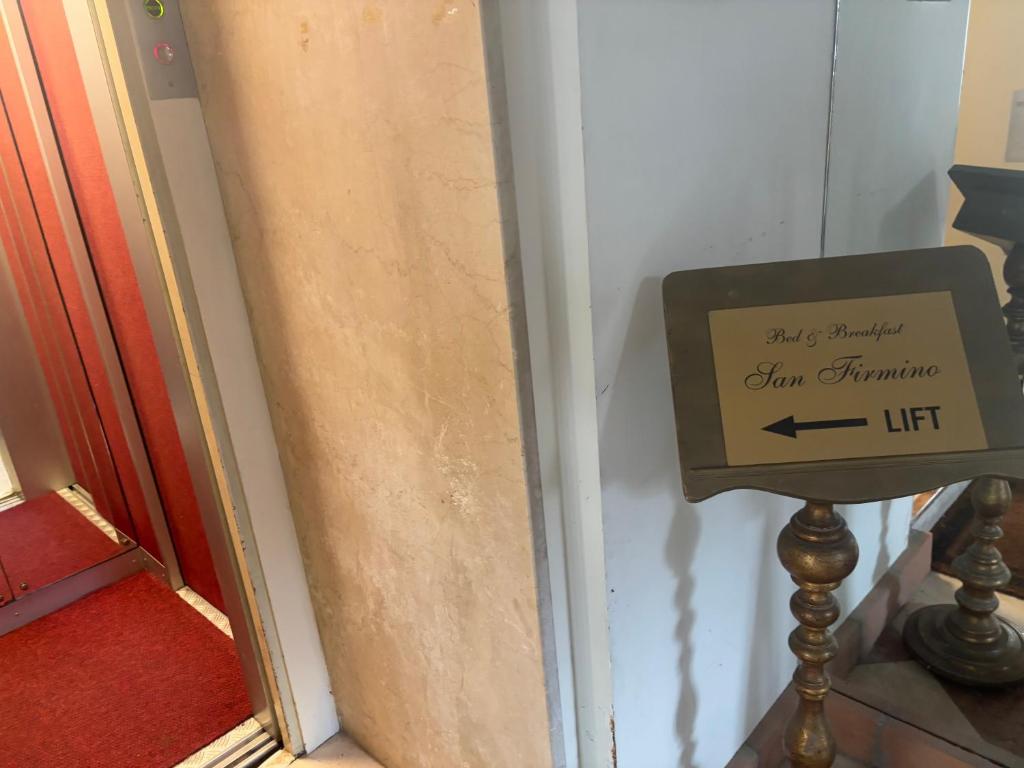 Bed & Breakfast
San Firmino
← LIFT